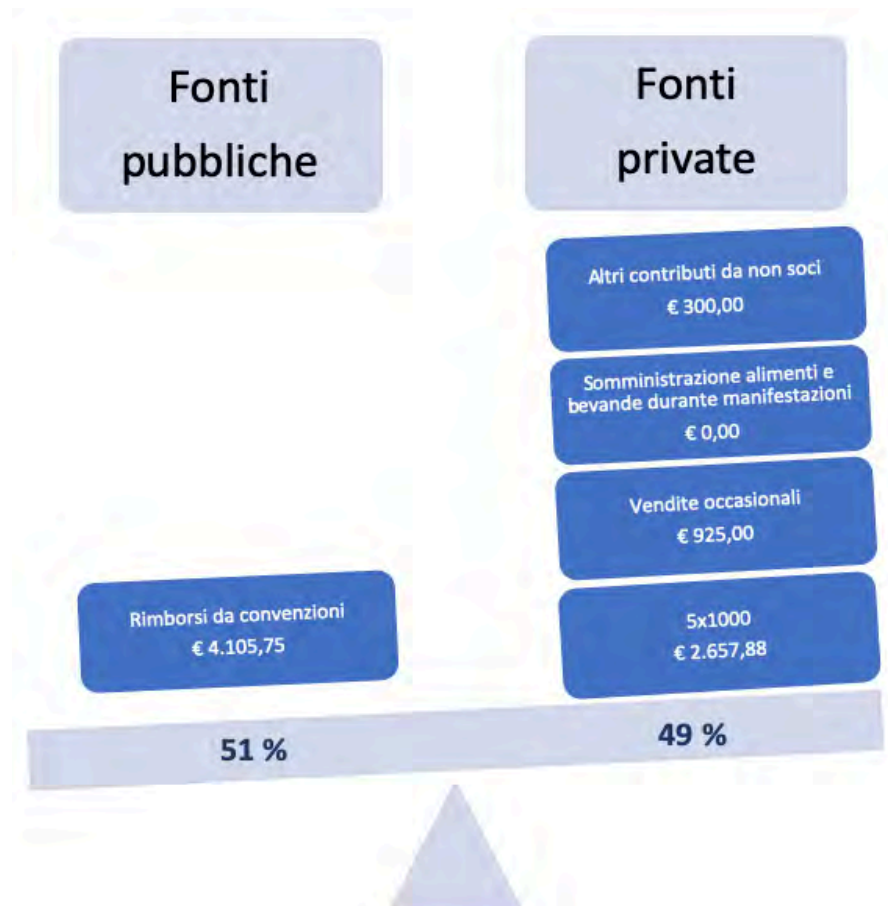 Fonti
pubbliche
Rimborsi da convenzioni
€ 4.105,75
51 %
Fonti
private
Altri contributi da non soci
€ 300,00
Somministrazione alimenti e
bevande durante manifestazioni
€ 0,00
Vendite occasionali
€ 925,00
5x1000
€ 2.657,88
49 %